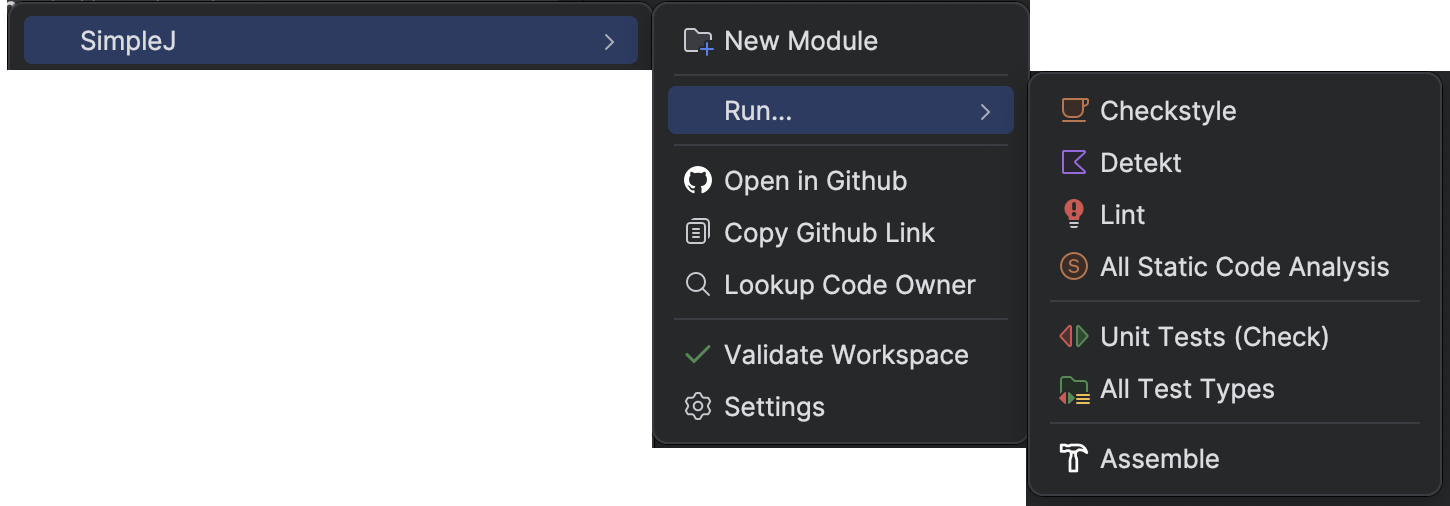 SimpleJ
New Module
Run...
Open in Github
Copy Github Link
Lookup Code Owner
Validate Workspace
Settings
Checkstyle
Detekt
Lint
All Static Code Analysis
Unit Tests (Check)
All Test Types
Assemble